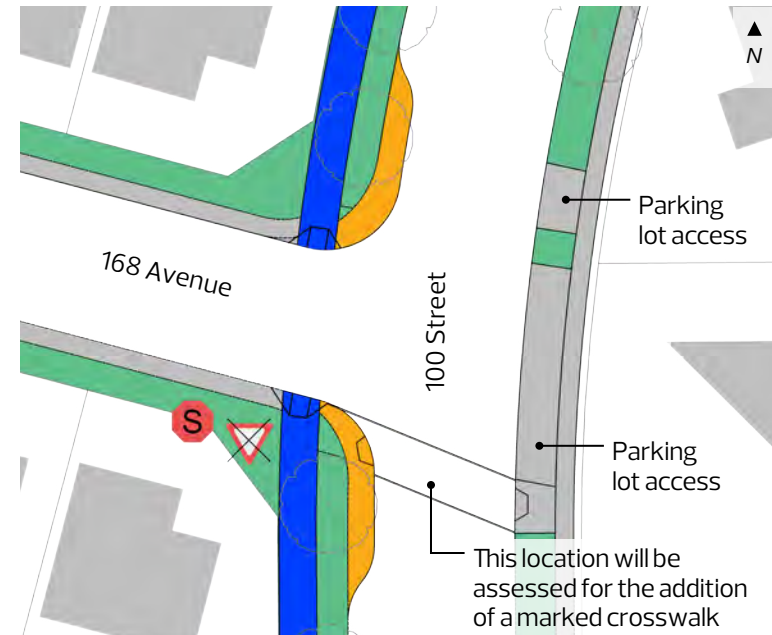 ▲
N
Parking
lot access
168 Avenue
100 Street
S
Parking
lot access
This location will be
assessed for the addition
of a marked crosswalk